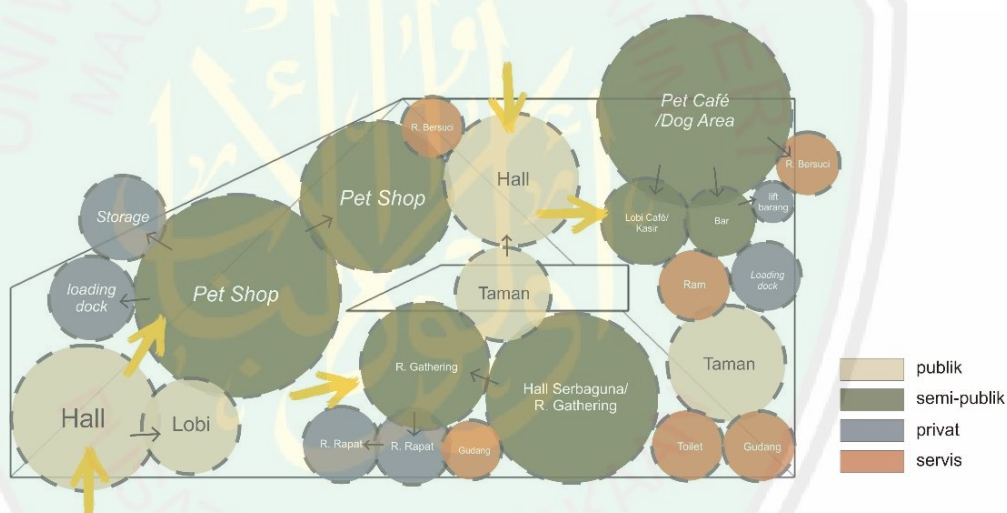 Pet Café
/Dog Area
R. Bersuci
Hall
R. Bersuci
Pet Shop
lift
barang
Storage
Lobi Café/
Kasir
Bar
loading
dock
Pet Shop
Taman
Ram
Loading
dock
R. Gathering
Taman
Hall Serbaguna/
R. Gathering
Hall
Lobi
R. Rapat
R. Rapat
Gudang
Toilet
Gudang
publik
semi-publik
privat
servis